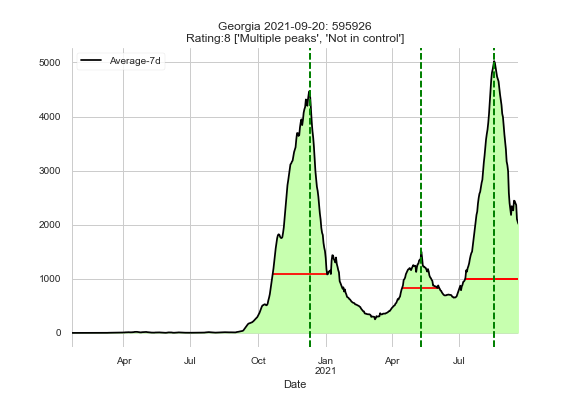 Georgia 2021-09-20: 595926
Rating:8 ['Multiple peaks', 'Not in control']
Average-7d
5000
4000
3000
2000
1000
0
Apr
Jul
Oct
Jan
2021
Apr
Jul
Date